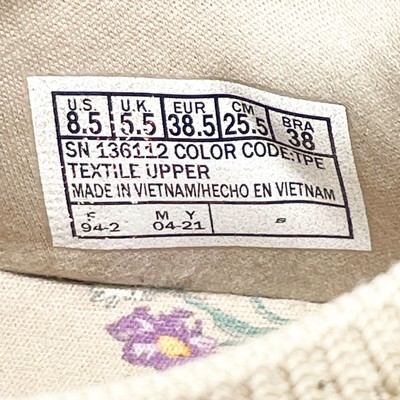 U.S. U.K. EUR CM BRA
8.5 5.5 38.5 25.5 38
SN 136112 COLOR CODE:TPE
TEXTILE UPPER
MADE IN VIETNAM/HECHO EN VIETNAM
F M Y
94-2 04-21